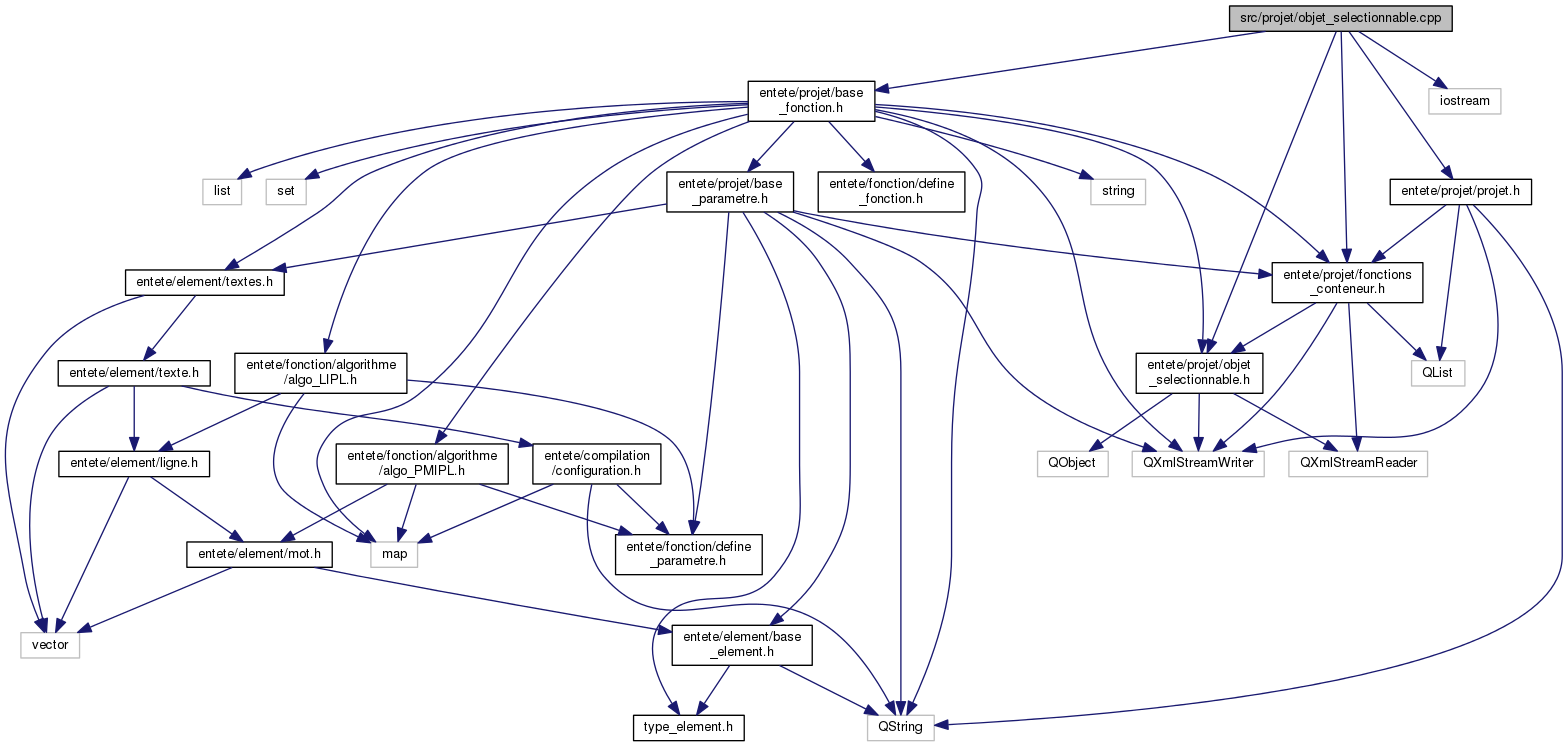 src/projet/objet_selectionnable.cpp
entete/projet/base
_fonction.h
iostream
list
set
entete/projet/base
_parametre.h
entete/fonction/define
_fonction.h
string
entete/projet/projet.h
entete/element/textes.h
entete/projet/fonctions
_conteneur.h
entete/element/texte.h
entete/fonction/algorithme
/algo_LIPL.h
entete/projet/objet
_selectionnable.h
QList
entete/element/ligne.h
entete/fonction/algorithme
/algo_PMIPL.h
entete/compilation
/configuration.h
QObject
QXmlStreamWriter
QXmlStreamReader
entete/element/mot.h
map
entete/fonction/define
_parametre.h
vector
entete/element/base
_element.h
type_element.h
QString